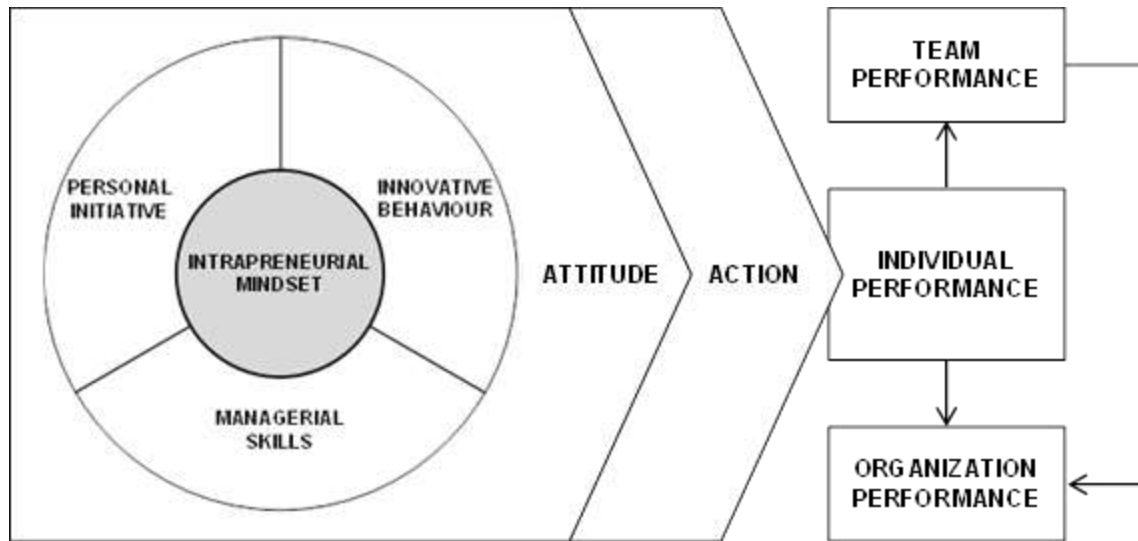 PERSONAL
INITIATIVE
INNOVATIVE
BEHAVIOUR
INTRAPRENEURIAL
MINDSET
MANAGERIAL
SKILLS
ATTITUDE
ACTION
TEAM
PERFORMANCE
INDIVIDUAL
PERFORMANCE
ORGANIZATION
PERFORMANCE